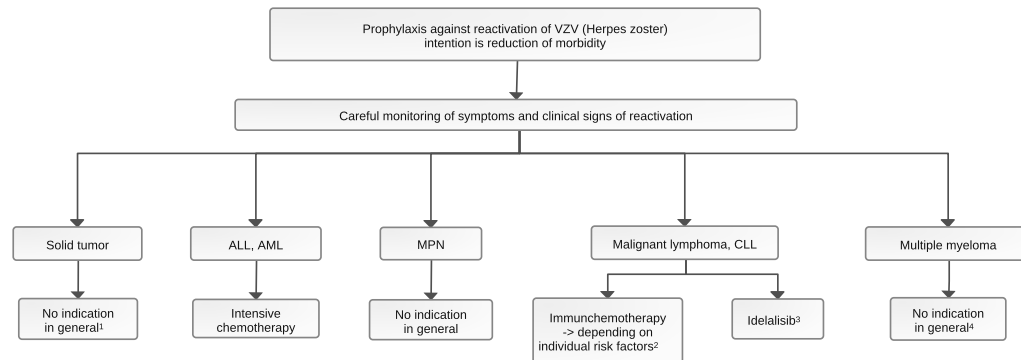 Prophylaxis against reactivation of VZV (Herpes zoster)
intention is reduction of morbidity
Careful monitoring of symptoms and clinical signs of reactivation
Solid tumor
ALL, AML
MPN
Malignant lymphoma, CLL
Multiple myeloma
No indication
in general¹
Intensive
chemotherapy
No indication
in general
Immunchemotherapy
-> depending on
individual risk factors²
Idelalisib³
No indication
in general⁴